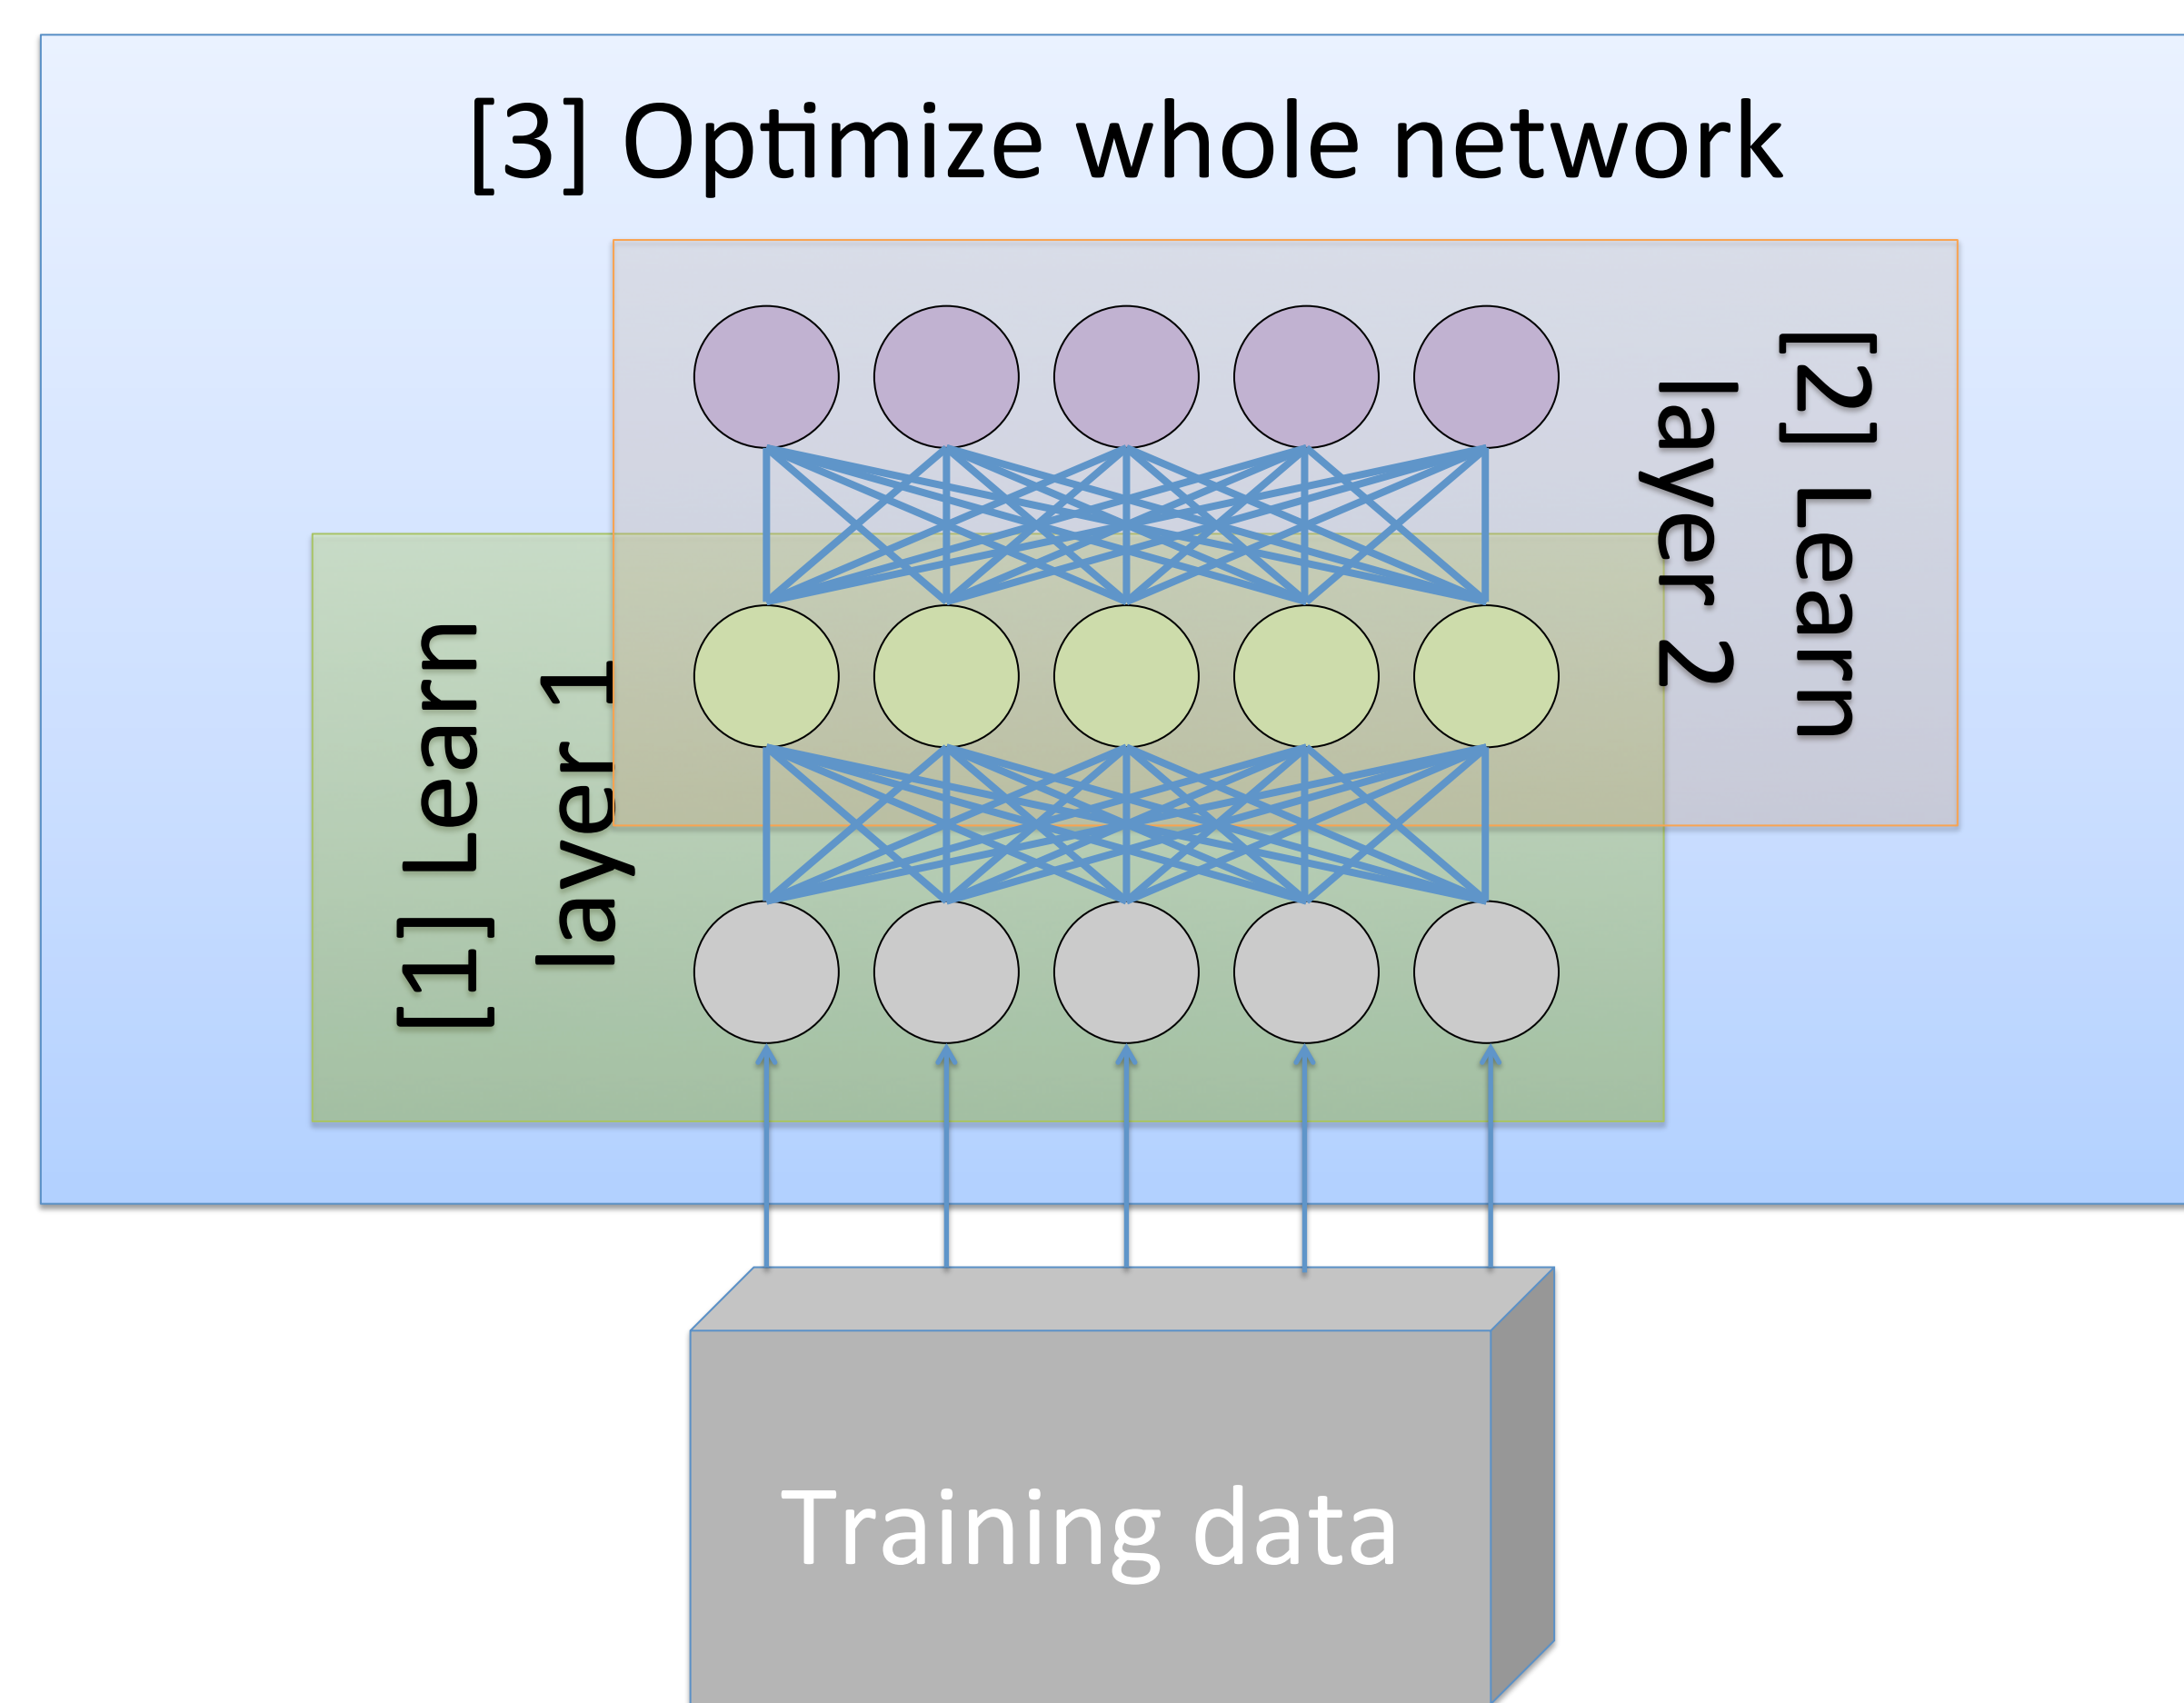 [3] Optimize whole network
[1] Learn
layer 1
[2] Learn
layer 2
Training data